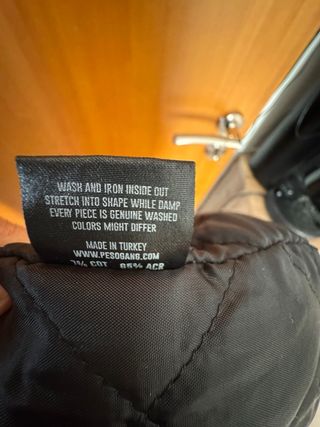 WASH AND IRON INSIDE OUT
STRETCH INTO SHAPE WHILE DAMP
EVERY PIECE IS GENUINE WASHED
COLORS MIGHT DIFFER
MADE IN TURKEY
WWW.PESOGANG.COM
COT 65% ACR